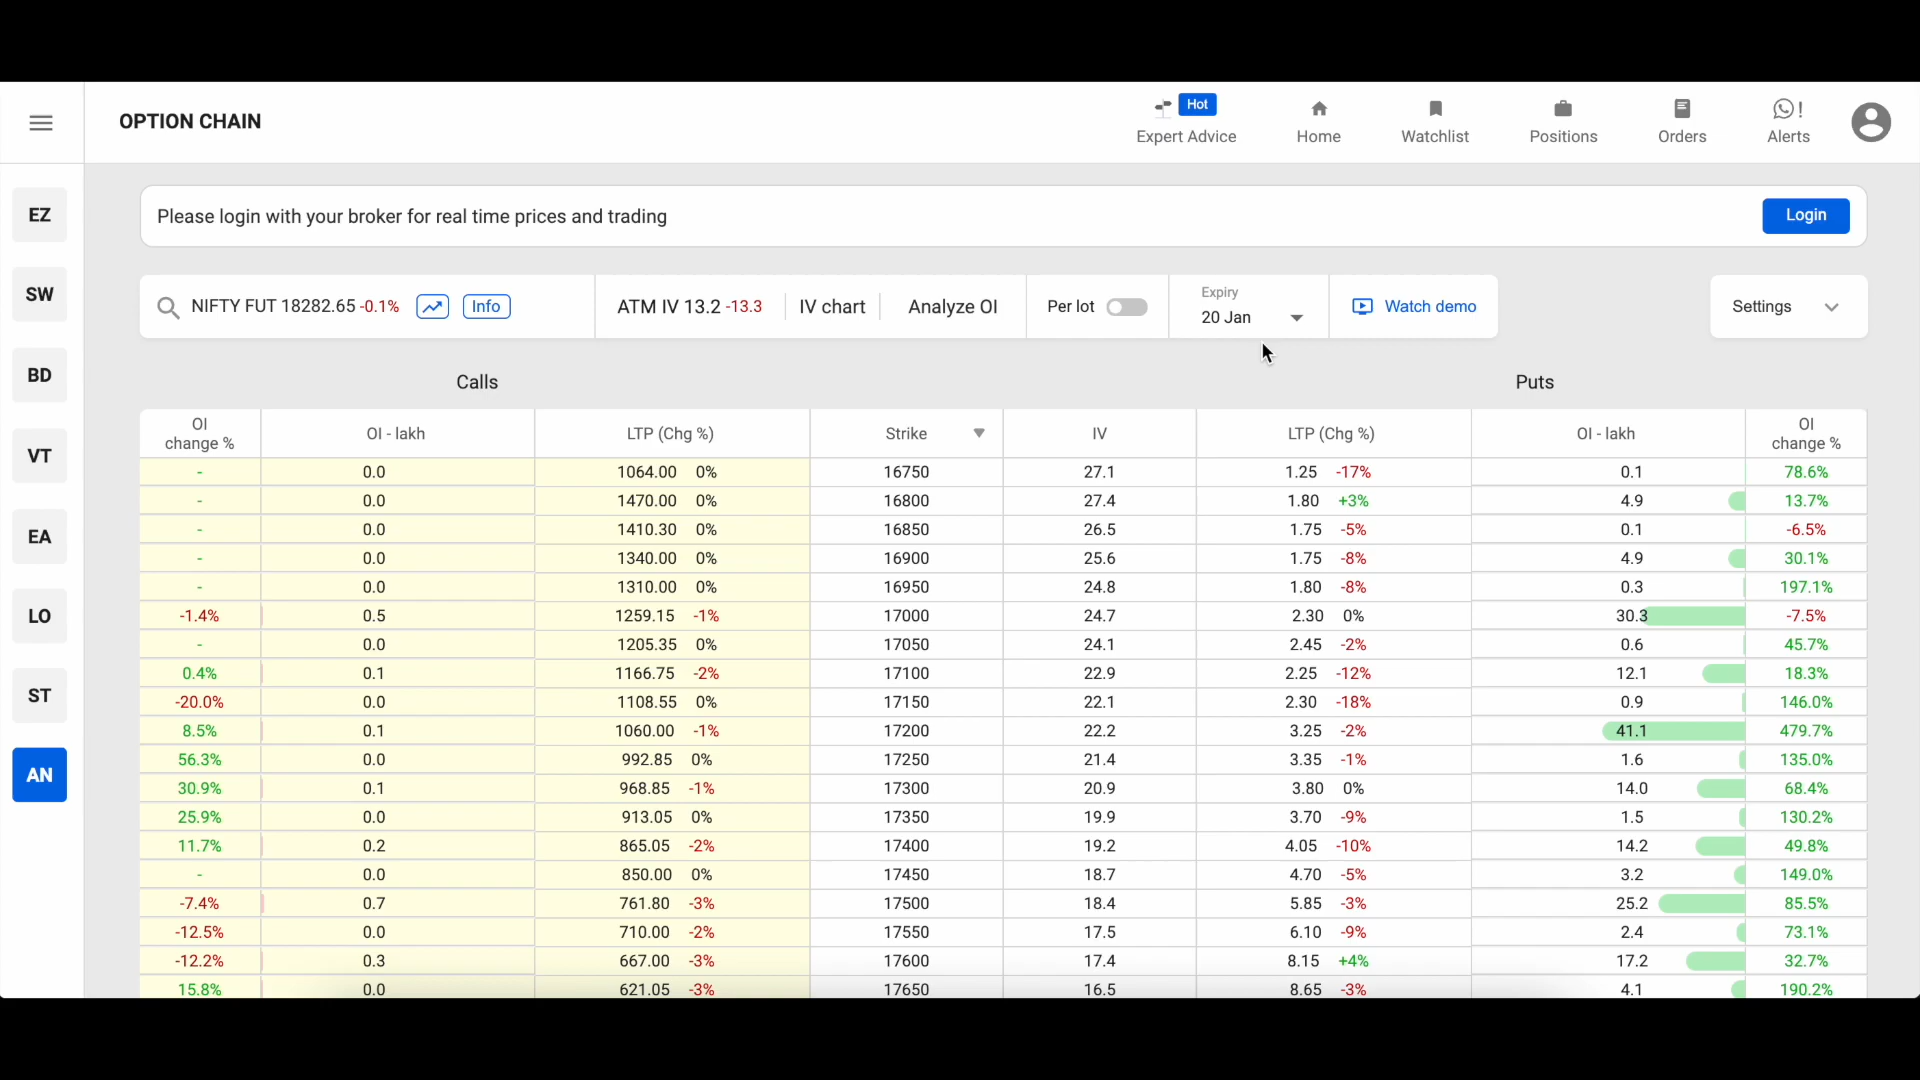 OPTION CHAIN
Hot
Expert Advice
Home
Watchlist
Positions
Orders
!
Alerts
EZ
SW
BD
VT
EA
LO
ST
AN
Please login with your broker for real time prices and trading
Login
NIFTY FUT 18282.65 -0.1% Info
ATM IV 13.2 -13.3
IV chart
Analyze OI
Per lot
Expiry
20 Jan
Watch demo
Settings
Calls Puts
OI change % OI - lakh LTP (Chg %) Strike IV LTP (Chg %) OI - lakh OI change %
- 0.0 1064.00 0% 16750 27.1 1.25 -17% 0.1 78.6%
- 0.0 1470.00 0% 16800 27.4 1.80 +3% 4.9 13.7%
- 0.0 1410.30 0% 16850 26.5 1.75 -5% 0.1 -6.5%
- 0.0 1340.00 0% 16900 25.6 1.75 -8% 4.9 30.1%
- 0.0 1310.00 0% 16950 24.8 1.80 -8% 0.3 197.1%
-1.4% 0.5 1259.15 -1% 17000 24.7 2.30 0% 30.3 -7.5%
- 0.0 1205.35 0% 17050 24.1 2.45 -2% 0.6 45.7%
0.4% 0.1 1166.75 -2% 17100 22.9 2.25 -12% 12.1 18.3%
-20.0% 0.0 1108.55 0% 17150 22.1 2.30 -18% 0.9 146.0%
8.5% 0.1 1060.00 -1% 17200 22.2 3.25 -2% 41.1 479.7%
56.3% 0.0 992.85 0% 17250 21.4 3.35 -1% 1.6 135.0%
30.9% 0.1 968.85 -1% 17300 20.9 3.80 0% 14.0 68.4%
25.9% 0.0 913.05 0% 17350 19.9 3.70 -9% 1.5 130.2%
11.7% 0.2 865.05 -2% 17400 19.2 4.05 -10% 14.2 49.8%
- 0.0 850.00 0% 17450 18.7 4.70 -5% 3.2 149.0%
-7.4% 0.7 761.80 -3% 17500 18.4 5.85 -3% 25.2 85.5%
-12.5% 0.0 710.00 -2% 17550 17.5 6.10 -9% 2.4 73.1%
-12.2% 0.3 667.00 -3% 17600 17.4 8.15 +4% 17.2 32.7%
15.8% 0.0 621.05 -3% 17650 16.5 8.65 -3% 4.1 190.2%